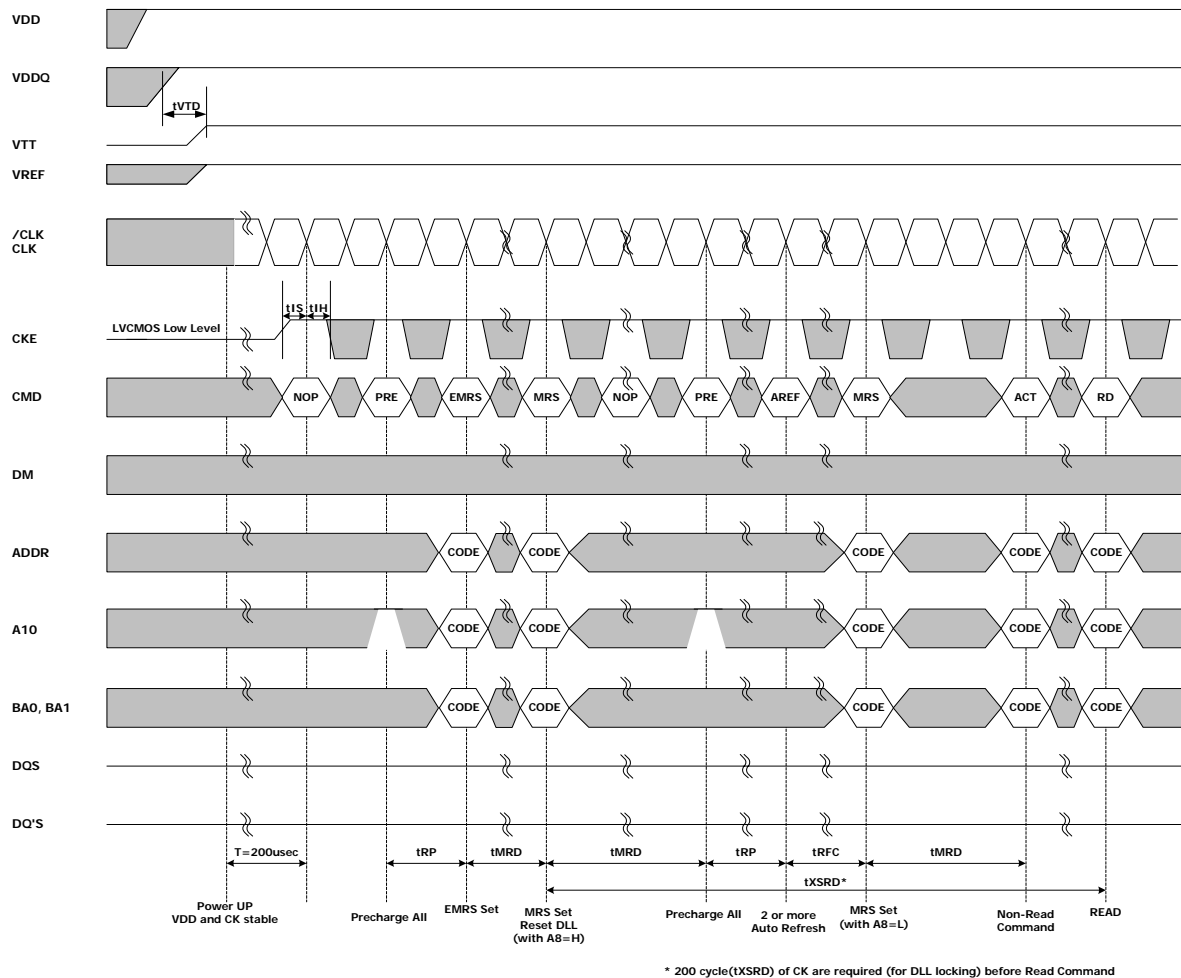 VDD
VDDQ
tVTD
VTT
VREF
/CLK
CLK
tIS tIH
LVCMOS Low Level
CKE
CMD NOP PRE EMRS MRS NOP PRE AREF MRS ACT RD
DM
ADDR CODE CODE CODE CODE CODE
A10 CODE CODE CODE CODE CODE
BA0, BA1 CODE CODE CODE CODE CODE
DQS
DQ'S
T=200usec tRP tMRD tMRD tRP tRFC tMRD
tXSRD*
Power UP
VDD and CK stable
Precharge All
EMRS Set
MRS Set
Reset DLL
(with A8=H)
Precharge All
2 or more
Auto Refresh
MRS Set
(with A8=L)
Non-Read
Command
READ
* 200 cycle(tXSRD) of CK are required (for DLL locking) before Read Command